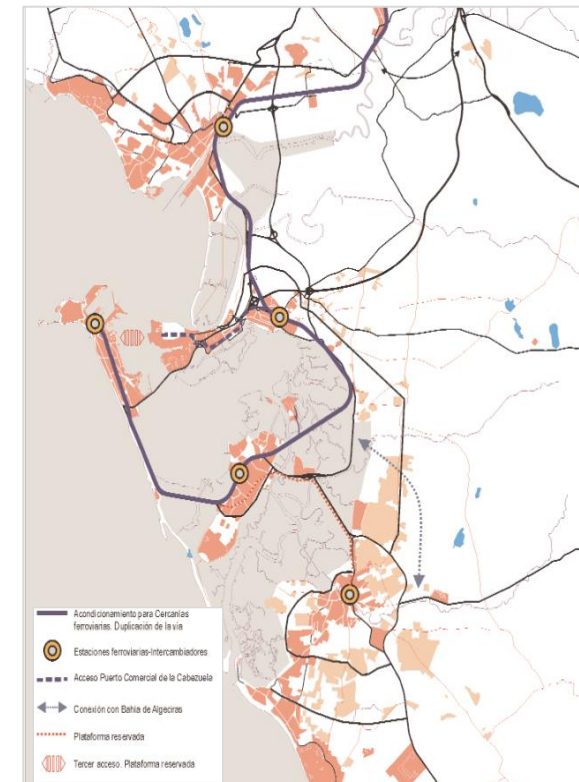 Acondicionamiento para Cercanías
ferroviarias. Duplicación de la vía
Estaciones ferroviarias-intercambiadores
Acceso Puerto Comercial de la Cabezuela
Conexión con Bahía de Algeciras
Plataforma reservada
Tercer acceso. Plataforma reservada